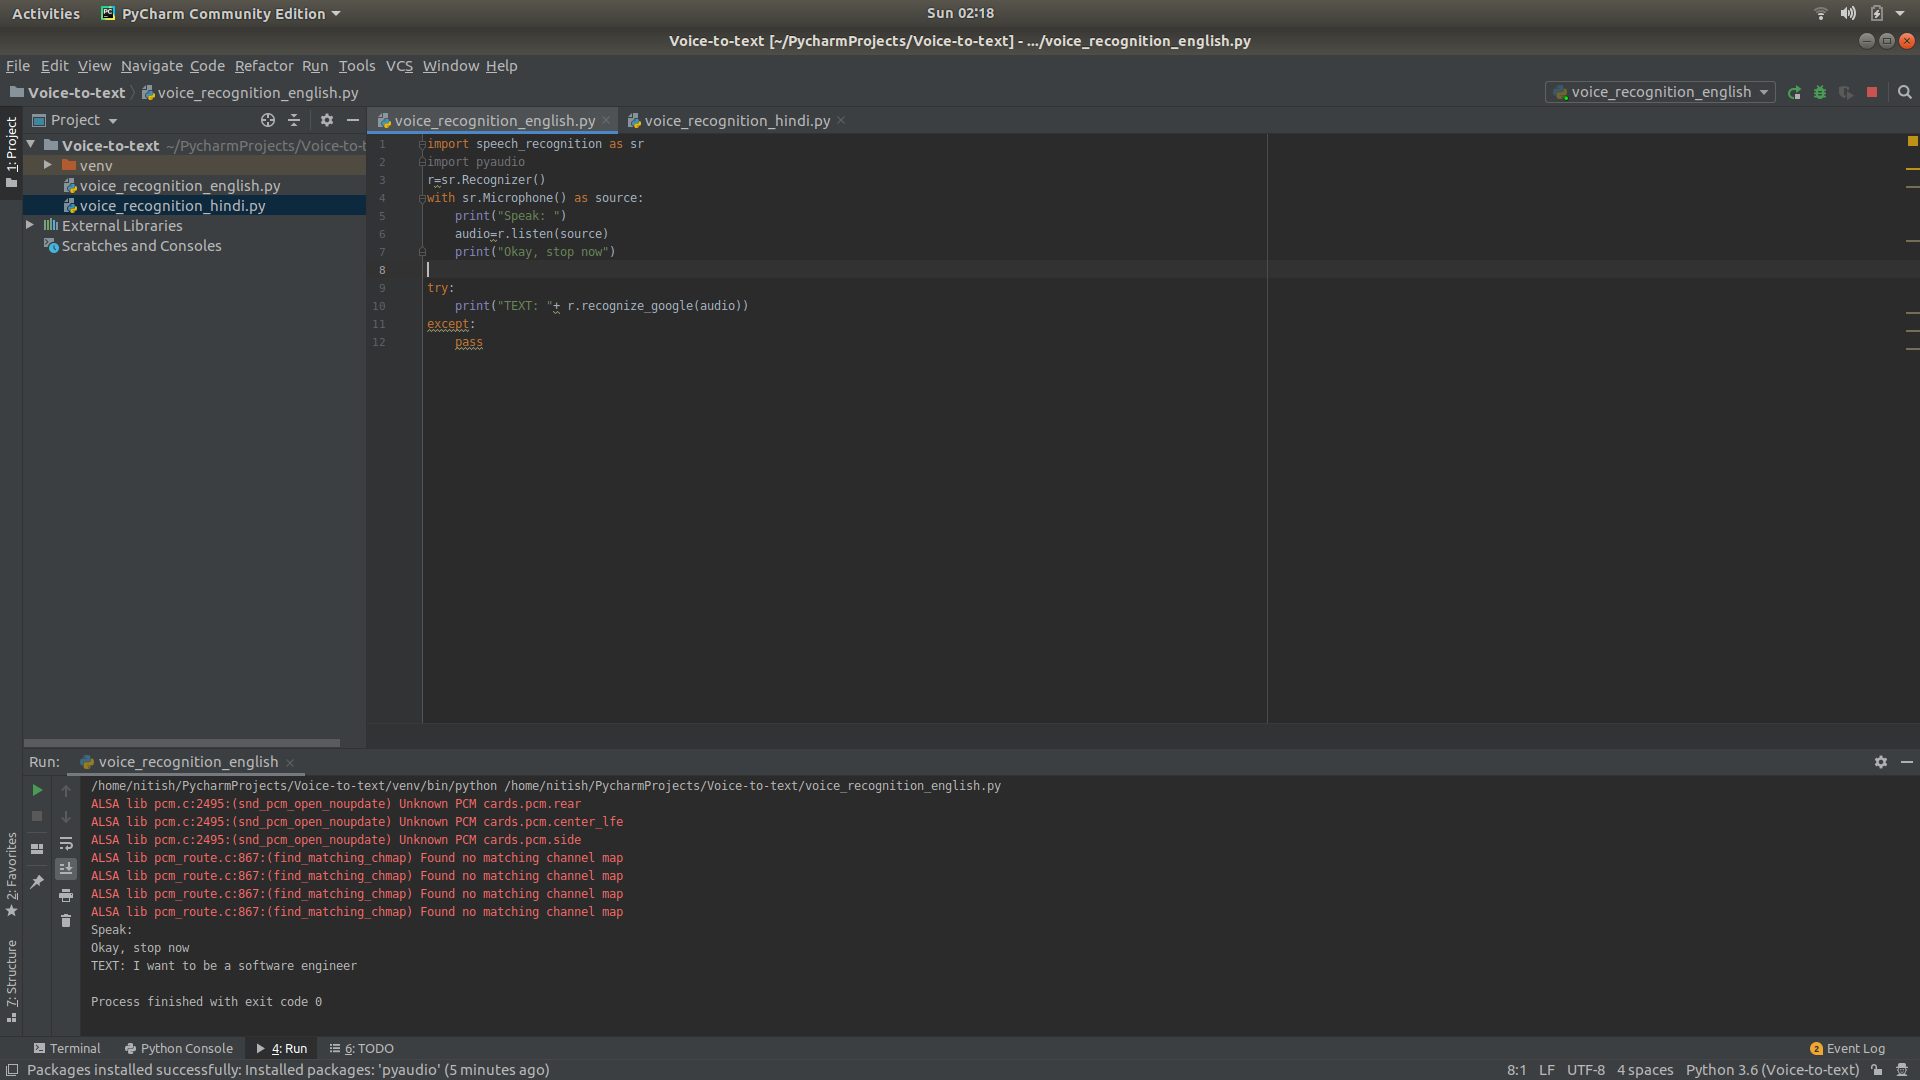 Activities PyCharm Community Edition Sun 02:18
Voice-to-text [~/PycharmProjects/Voice-to-text] - .../voice_recognition_english.py
File Edit View Navigate Code Refactor Run Tools VCS Window Help
Voice-to-text voice_recognition_english.py voice_recognition_english
1: Project
Project
voice_recognition_english.py voice_recognition_hindi.py
Voice-to-text ~/PycharmProjects/Voice-to-t
venv
voice_recognition_english.py
voice_recognition_hindi.py
External Libraries
Scratches and Consoles
1 import speech_recognition as sr
2 import pyaudio
3 r=sr.Recognizer()
4 with sr.Microphone() as source:
5 print("Speak: ")
6 audio=r.listen(source)
7 print("Okay, stop now")
8
9 try:
10 print("TEXT: "+ r.recognize_google(audio))
11 except:
12 pass
Run: voice_recognition_english
/home/nitish/PycharmProjects/Voice-to-text/venv/bin/python /home/nitish/PycharmProjects/Voice-to-text/voice_recognition_english.py
ALSA lib pcm.c:2495:(snd_pcm_open_noupdate) Unknown PCM cards.pcm.rear
ALSA lib pcm.c:2495:(snd_pcm_open_noupdate) Unknown PCM cards.pcm.center_lfe
ALSA lib pcm.c:2495:(snd_pcm_open_noupdate) Unknown PCM cards.pcm.side
ALSA lib pcm_route.c:867:(find_matching_chmap) Found no matching channel map
ALSA lib pcm_route.c:867:(find_matching_chmap) Found no matching channel map
ALSA lib pcm_route.c:867:(find_matching_chmap) Found no matching channel map
ALSA lib pcm_route.c:867:(find_matching_chmap) Found no matching channel map
Speak:
Okay, stop now
TEXT: I want to be a software engineer
Process finished with exit code 0
2: Favorites
7: Structure
Terminal Python Console 4: Run 6: TODO 2 Event Log
Packages installed successfully: Installed packages: 'pyaudio' (5 minutes ago) 8:1 LF UTF-8 4 spaces Python 3.6 (Voice-to-text)